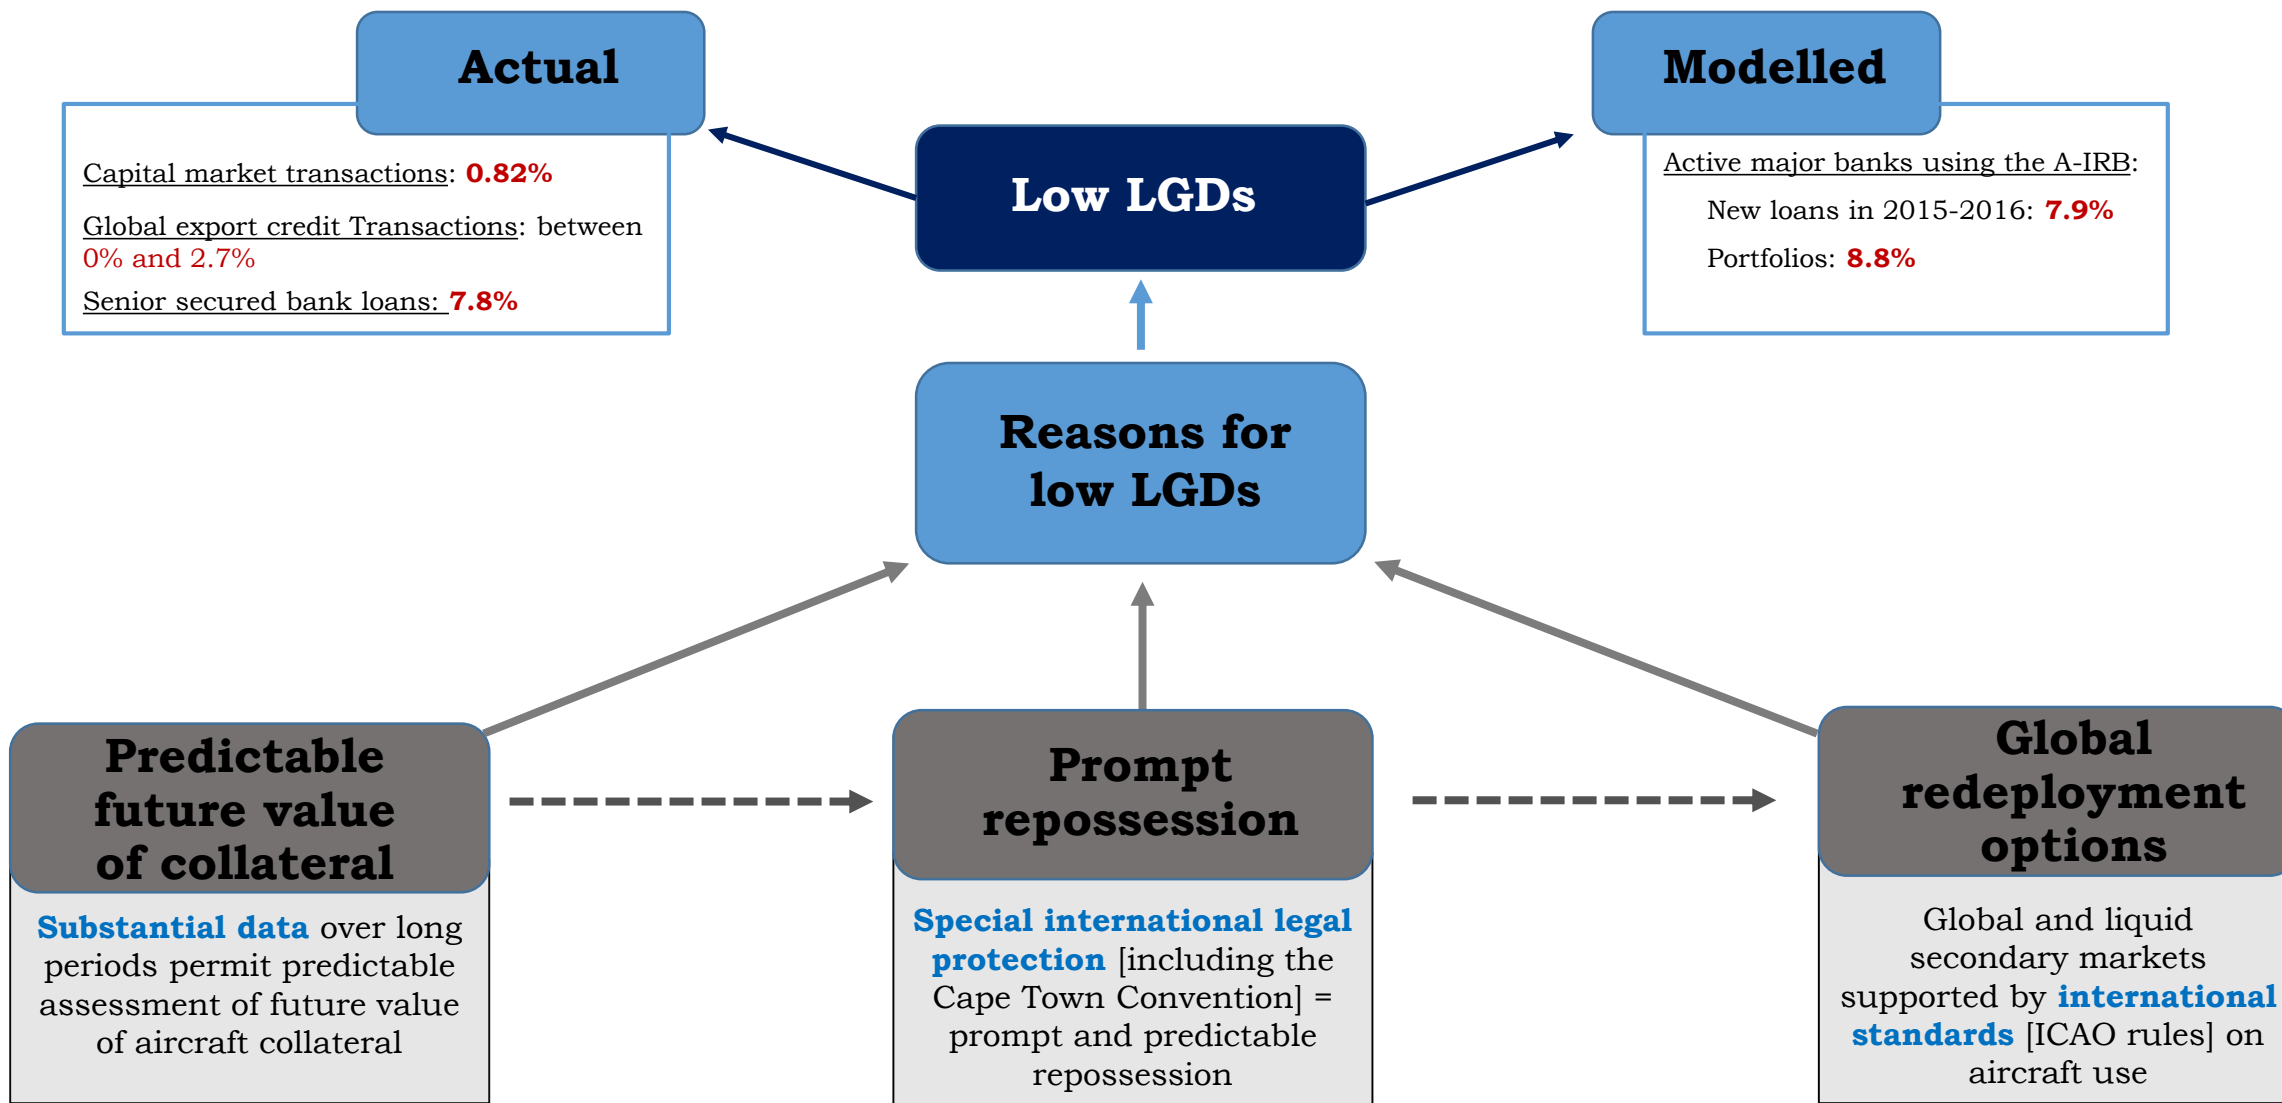 Actual
Capital market transactions: 0.82%
Global export credit Transactions: between
0% and 2.7%
Senior secured bank loans: 7.8%
Low LGDs
Modelled
Active major banks using the A-IRB:
New loans in 2015-2016: 7.9%
Portfolios: 8.8%
Reasons for
low LGDs
Predictable
future value
of collateral
Substantial data over long
periods permit predictable
assessment of future value
of aircraft collateral
Prompt
repossession
Special international legal
protection [including the
Cape Town Convention] =
prompt and predictable
repossession
Global
redeployment
options
Global and liquid
secondary markets
supported by international
standards [ICAO rules] on
aircraft use